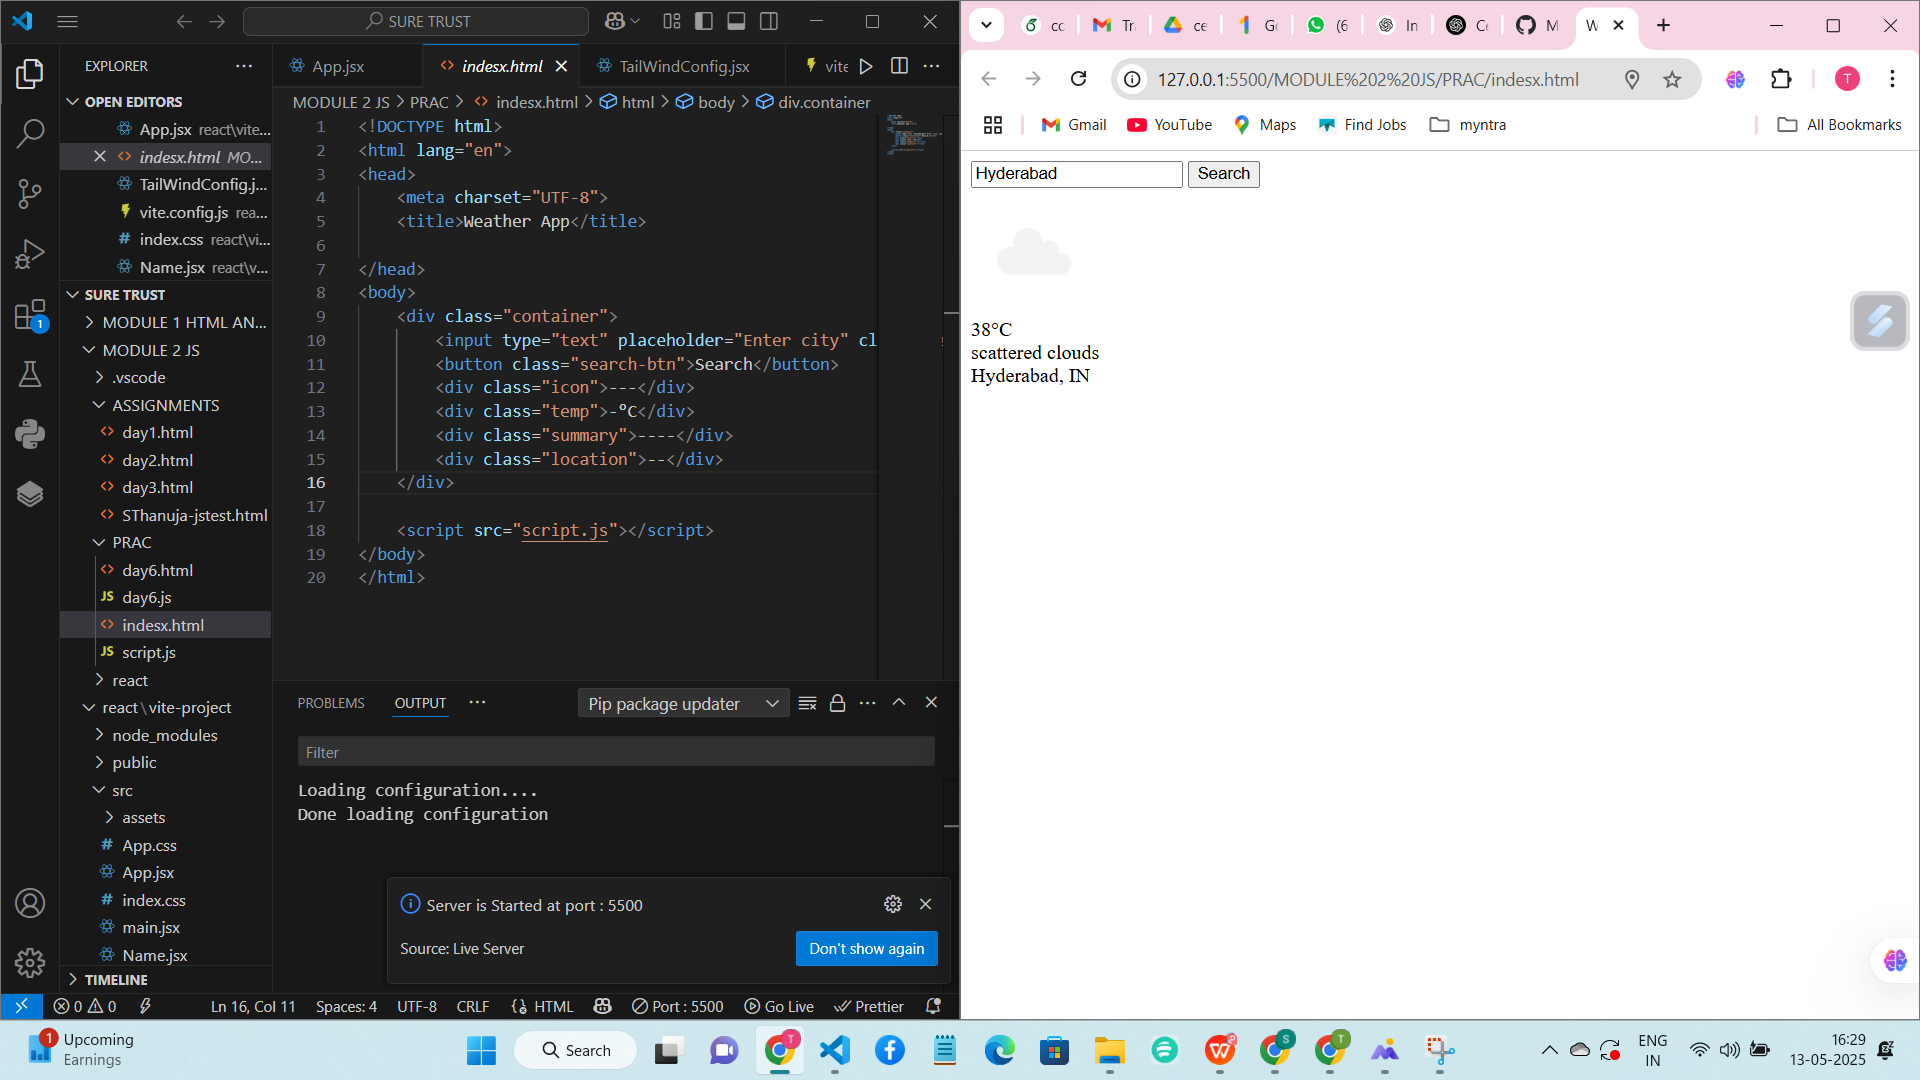 SURE TRUST
EXPLORER
OPEN EDITORS
App.jsx react\vite...
indesx.html MO...
TailWindConfig.j...
vite.config.js rea...
index.css react\vi...
Name.jsx react\v...
SURE TRUST
MODULE 1 HTML AN...
MODULE 2 JS
.vscode
ASSIGNMENTS
day1.html
day2.html
day3.html
SThanuja-jstest.html
PRAC
day6.html
day6.js
indesx.html
script.js
react
react\vite-project
node_modules
public
src
assets
App.css
App.jsx
index.css
main.jsx
Name.jsx
TIMELINE
1
App.jsx indesx.html TailWindConfig.jsx vite
MODULE 2 JS > PRAC > indesx.html > html > body > div.container
1 <!DOCTYPE html>
2 <html lang="en">
3 <head>
4 <meta charset="UTF-8">
5 <title>Weather App</title>
6
7 </head>
8 <body>
9 <div class="container">
10 <input type="text" placeholder="Enter city" cl
11 <button class="search-btn">Search</button>
12 <div class="icon">---</div>
13 <div class="temp">-°C</div>
14 <div class="summary">----</div>
15 <div class="location">--</div>
16 </div>
17
18 <script src="script.js"></script>
19 </body>
20 </html>
PROBLEMS OUTPUT Pip package updater
Filter
Loading configuration....
Done loading configuration
Server is Started at port : 5500
Source: Live Server Don't show again
0 0 Ln 16, Col 11 Spaces: 4 UTF-8 CRLF HTML Port : 5500 Go Live Prettier
cc Tr ce Gc (6 In Ce M W
127.0.0.1:5500/MODULE%202%20JS/PRAC/indesx.html T
Gmail YouTube Maps Find Jobs myntra All Bookmarks
Hyderabad Search
38°C
scattered clouds
Hyderabad, IN
1 Upcoming
Earnings
Search
ENG
IN
16:29
13-05-2025